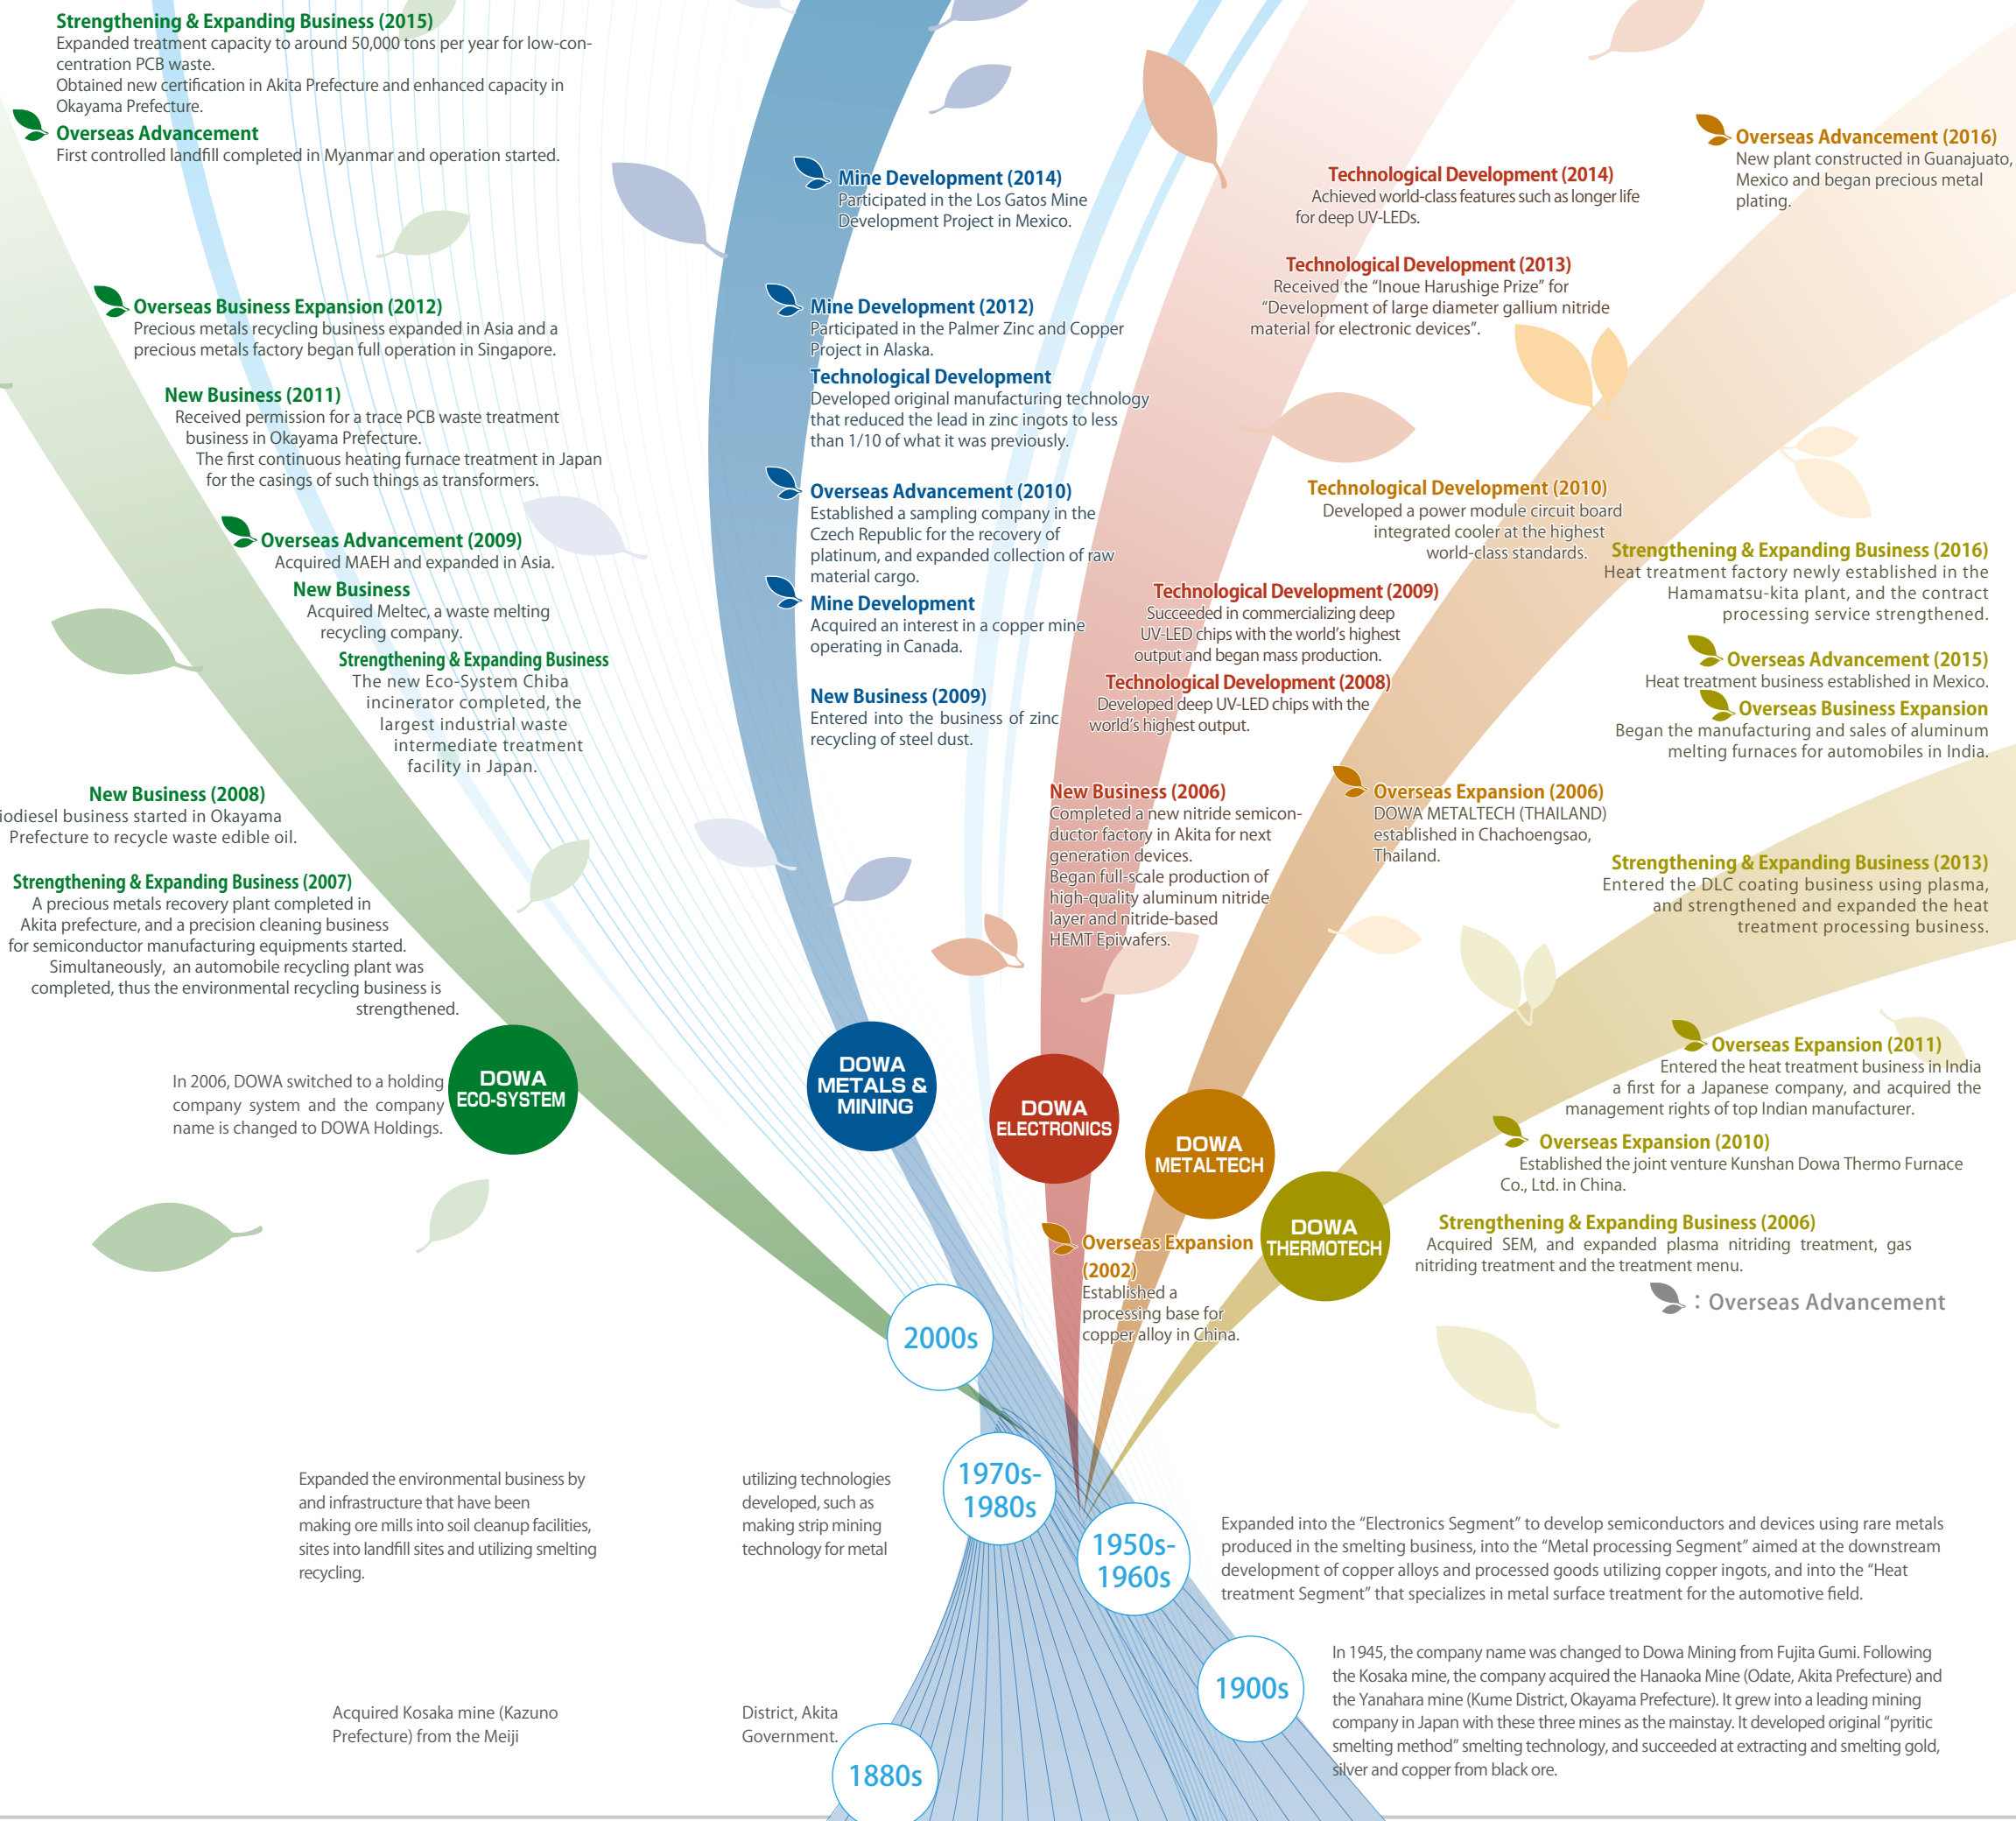 Strengthening & Expanding Business (2015)
Expanded treatment capacity to around 50,000 tons per year for low-con-
centration PCB waste.
Obtained new certification in Akita Prefecture and enhanced capacity in
Okayama Prefecture.
Overseas Advancement
First controlled landfill completed in Myanmar and operation started.
Overseas Business Expansion (2012)
Precious metals recycling business expanded in Asia and a
precious metals factory began full operation in Singapore.
New Business (2011)
Received permission for a trace PCB waste treatment
business in Okayama Prefecture.
The first continuous heating furnace treatment in Japan
for the casings of such things as transformers.
Overseas Advancement (2009)
Acquired MAEH and expanded in Asia.
New Business
Acquired Meltec, a waste melting
recycling company.
Strengthening & Expanding Business
The new Eco-System Chiba
incinerator completed, the
largest industrial waste
intermediate treatment
facility in Japan.
New Business (2008)
iodiesel business started in Okayama
Prefecture to recycle waste edible oil.
Strengthening & Expanding Business (2007)
A precious metals recovery plant completed in
Akita prefecture, and a precision cleaning business
for semiconductor manufacturing equipments started.
Simultaneously, an automobile recycling plant was
completed, thus the environmental recycling business is
strengthened.
In 2006, DOWA switched to a holding
company system and the company
name is changed to DOWA Holdings.
DOWA
ECO-SYSTEM
Mine Development (2014)
Participated in the Los Gatos Mine
Development Project in Mexico.
Mine Development (2012)
Participated in the Palmer Zinc and Copper
Project in Alaska.
Technological Development
Developed original manufacturing technology
that reduced the lead in zinc ingots to less
than 1/10 of what it was previously.
Overseas Advancement (2010)
Established a sampling company in the
Czech Republic for the recovery of
platinum, and expanded collection of raw
material cargo.
Mine Development
Acquired an interest in a copper mine
operating in Canada.
New Business (2009)
Entered into the business of zinc
recycling of steel dust.
DOWA
METALS &
MINING
Technological Development (2014)
Achieved world-class features such as longer life
for deep UV-LEDs.
Technological Development (2013)
Received the “Inoue Harushige Prize” for
“Development of large diameter gallium nitride
material for electronic devices”.
Technological Development (2009)
Succeeded in commercializing deep
UV-LED chips with the world’s highest
output and began mass production.
Technological Development (2008)
Developed deep UV-LED chips with the
world’s highest output.
New Business (2006)
Completed a new nitride semicon-
ductor factory in Akita for next
generation devices.
Began full-scale production of
high-quality aluminum nitride
layer and nitride-based
HEMT Epiwafers.
DOWA
ELECTRONICS
Overseas Advancement (2016)
New plant constructed in Guanajuato,
Mexico and began precious metal
plating.
Technological Development (2010)
Developed a power module circuit board
integrated cooler at the highest
world-class standards.
Overseas Expansion (2006)
DOWA METALTECH (THAILAND)
established in Chachoengsao,
Thailand.
DOWA
METALTECH
Overseas Expansion
(2002)
Established a
processing base for
copper alloy in China.
Strengthening & Expanding Business (2016)
Heat treatment factory newly established in the
Hamamatsu-kita plant, and the contract
processing service strengthened.
Overseas Advancement (2015)
Heat treatment business established in Mexico.
Overseas Business Expansion
Began the manufacturing and sales of aluminum
melting furnaces for automobiles in India.
Strengthening & Expanding Business (2013)
Entered the DLC coating business using plasma,
and strengthened and expanded the heat
treatment processing business.
Overseas Expansion (2011)
Entered the heat treatment business in India
a first for a Japanese company, and acquired the
management rights of top Indian manufacturer.
Overseas Expansion (2010)
Established the joint venture Kunshan Dowa Thermo Furnace
Co., Ltd. in China.
Strengthening & Expanding Business (2006)
Acquired SEM, and expanded plasma nitriding treatment, gas
nitriding treatment and the treatment menu.
DOWA
THERMOTECH
: Overseas Advancement
2000s
1970s-
1980s
Expanded the environmental business by utilizing technologies
and infrastructure that have been developed, such as
making ore mills into soil cleanup facilities, making strip mining
sites into landfill sites and utilizing smelting technology for metal
recycling.
1950s-
1960s
Expanded into the “Electronics Segment” to develop semiconductors and devices using rare metals
produced in the smelting business, into the “Metal processing Segment” aimed at the downstream
development of copper alloys and processed goods utilizing copper ingots, and into the “Heat
treatment Segment” that specializes in metal surface treatment for the automotive field.
1900s
In 1945, the company name was changed to Dowa Mining from Fujita Gumi. Following
the Kosaka mine, the company acquired the Hanaoka Mine (Odate, Akita Prefecture) and
the Yanahara mine (Kume District, Okayama Prefecture). It grew into a leading mining
company in Japan with these three mines as the mainstay. It developed original “pyritic
smelting method” smelting technology, and succeeded at extracting and smelting gold,
silver and copper from black ore.
Acquired Kosaka mine (Kazuno District, Akita
Prefecture) from the Meiji Government.
1880s